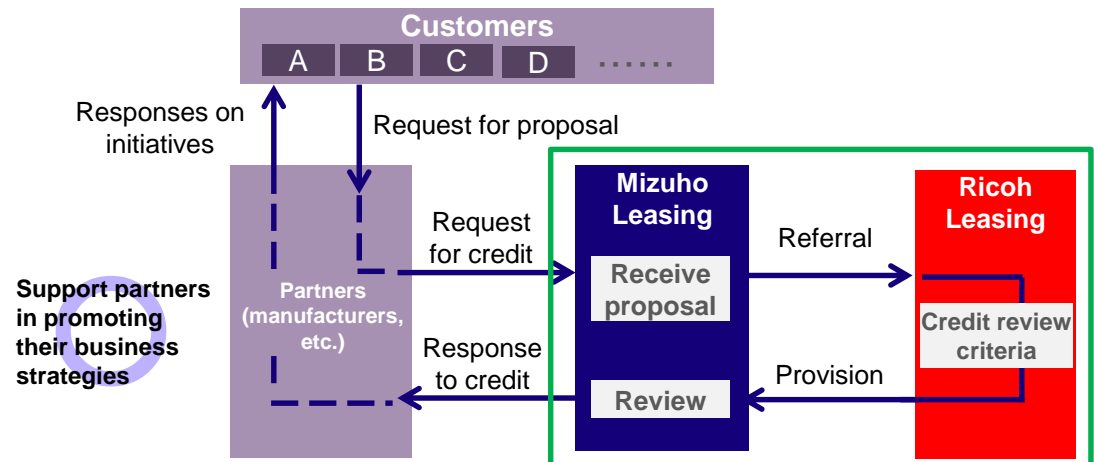 Customers
A B C D ......
Responses on
initiatives
Request for proposal
Mizuho
Leasing
Ricoh
Leasing
Request
for credit
Referral
Receive
proposal
Support partners
in promoting
their business
strategies
Partners
(manufacturers,
etc.)
Credit review
criteria
Response
to credit
Provision
Review